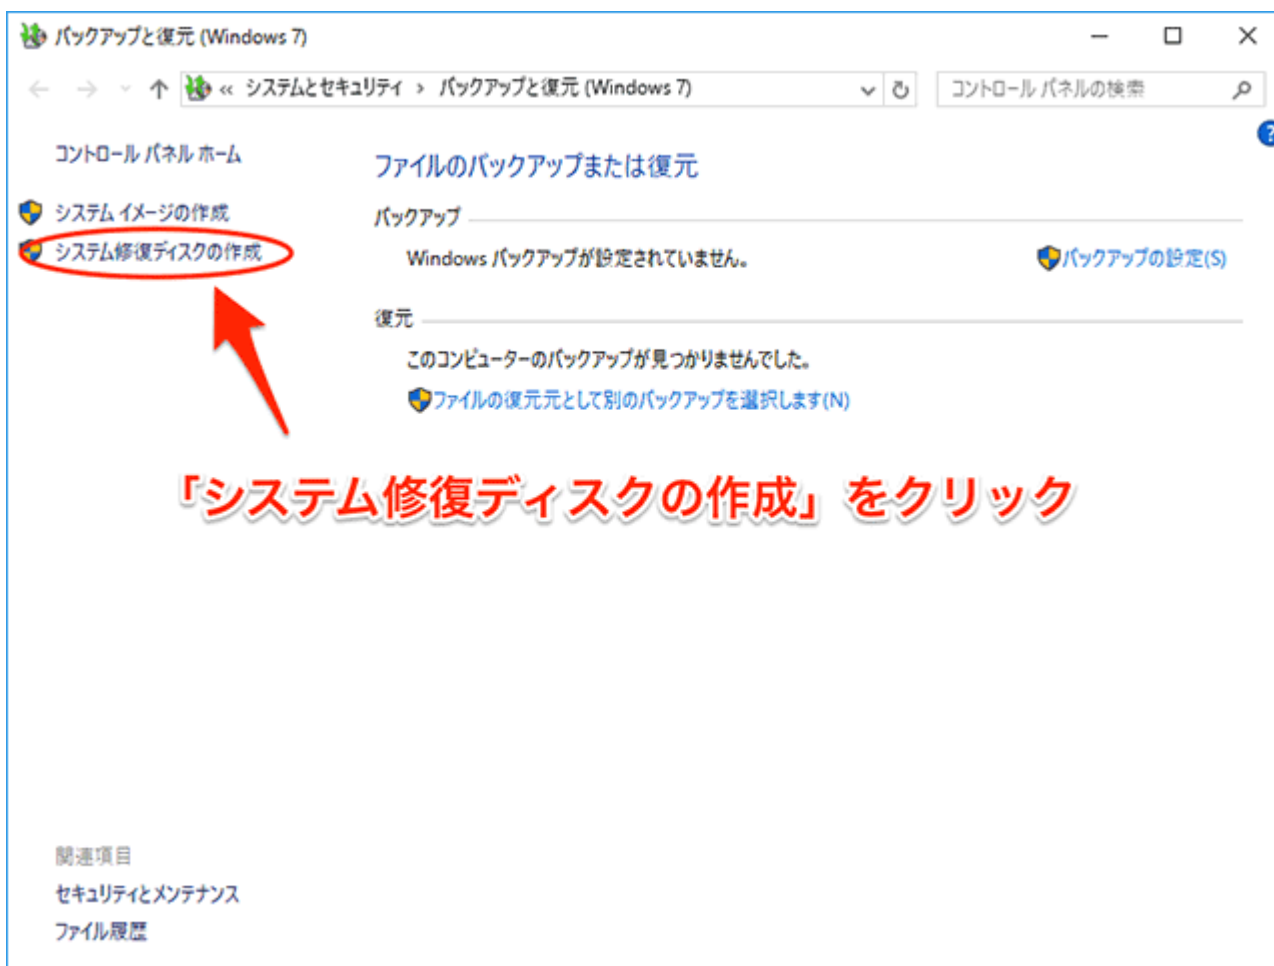 バックアップと復元 (Windows 7)
« システムとセキュリティ › バックアップと復元 (Windows 7)
コントロール パネルの検索
?
コントロール パネル ホーム
システム イメージの作成
システム修復ディスクの作成
ファイルのバックアップまたは復元
バックアップ
Windows バックアップが設定されていません。
バックアップの設定(S)
復元
このコンピューターのバックアップが見つかりませんでした。
ファイルの復元元として別のバックアップを選択します(N)
「システム修復ディスクの作成」をクリック
関連項目
セキュリティとメンテナンス
ファイル履歴